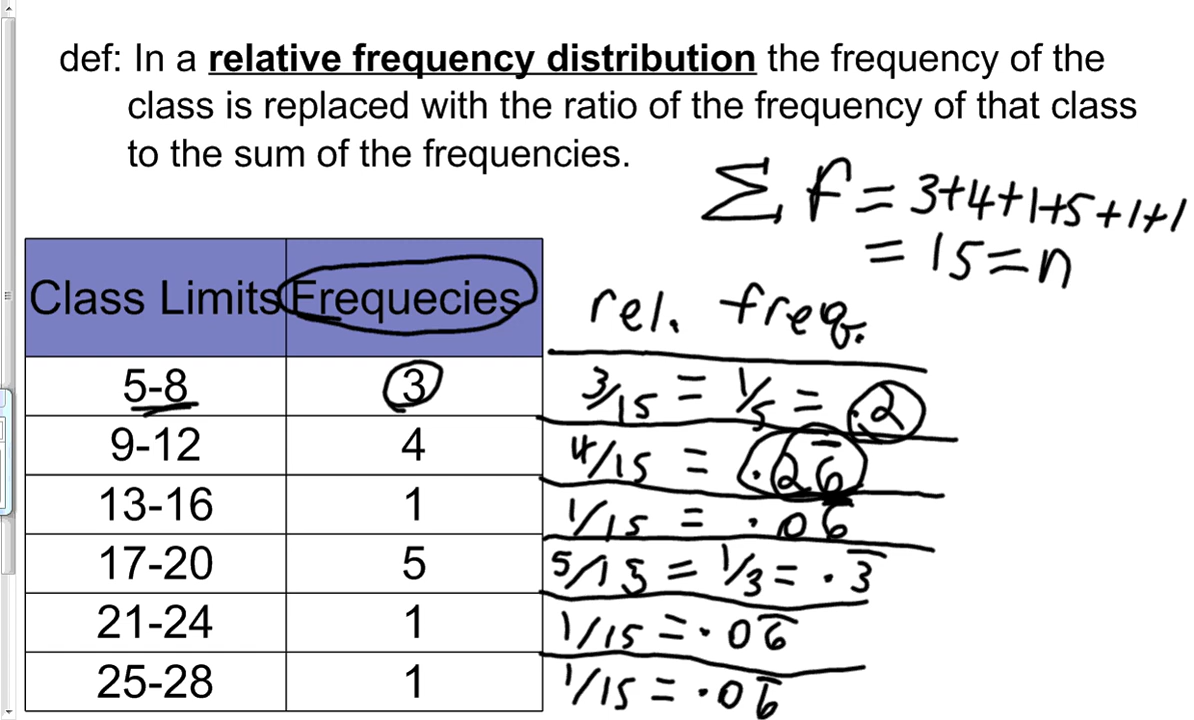 def: In a relative frequency distribution the frequency of the
class is replaced with the ratio of the frequency of that class
to the sum of the frequencies.
Σ f = 3+4+1+5+1+1
= 15 = n
Class Limits Frequecies rel. freq.
5-8 3 3/15 = 1/5 = .2
9-12 4 4/15 = .26̅
13-16 1 1/15 = .06̅
17-20 5 5/15 = 1/3 = .3̅
21-24 1 1/15 = .06̅
25-28 1 1/15 = .06̅